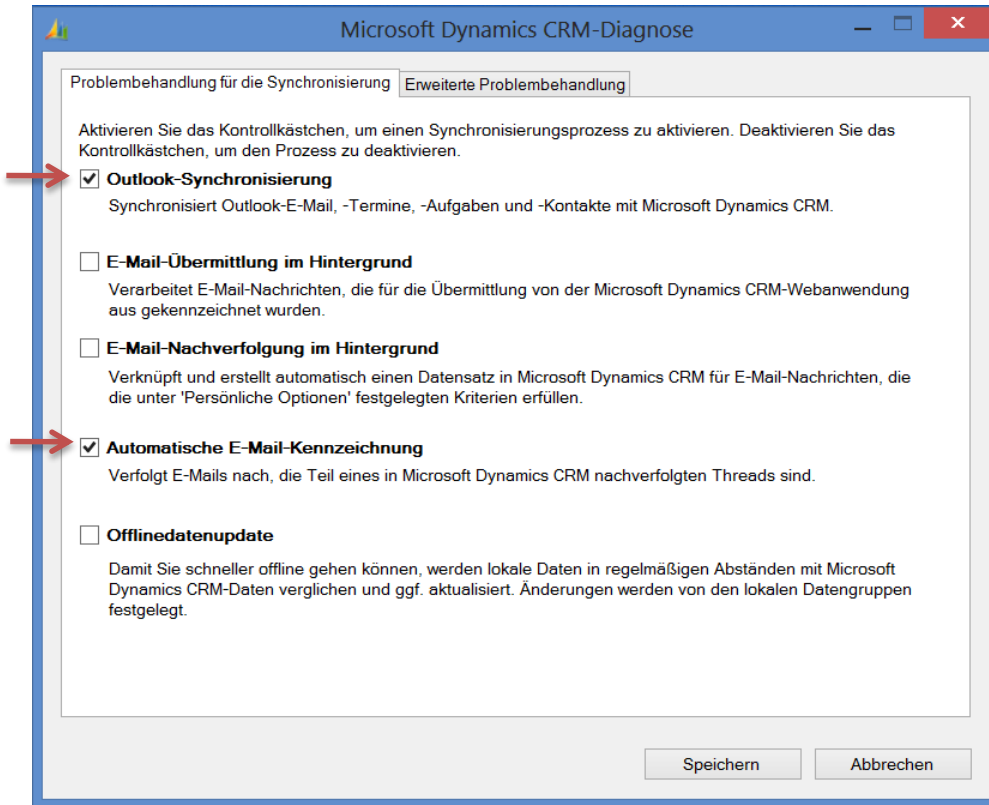 Microsoft Dynamics CRM-Diagnose
Problembehandlung für die Synchronisierung
Erweiterte Problembehandlung
Aktivieren Sie das Kontrollkästchen, um einen Synchronisierungsprozess zu aktivieren. Deaktivieren Sie das
Kontrollkästchen, um den Prozess zu deaktivieren.
Outlook-Synchronisierung
Synchronisiert Outlook-E-Mail, -Termine, -Aufgaben und -Kontakte mit Microsoft Dynamics CRM.
E-Mail-Übermittlung im Hintergrund
Verarbeitet E-Mail-Nachrichten, die für die Übermittlung von der Microsoft Dynamics CRM-Webanwendung
aus gekennzeichnet wurden.
E-Mail-Nachverfolgung im Hintergrund
Verknüpft und erstellt automatisch einen Datensatz in Microsoft Dynamics CRM für E-Mail-Nachrichten, die
die unter 'Persönliche Optionen' festgelegten Kriterien erfüllen.
Automatische E-Mail-Kennzeichnung
Verfolgt E-Mails nach, die Teil eines in Microsoft Dynamics CRM nachverfolgten Threads sind.
Offlinedatenupdate
Damit Sie schneller offline gehen können, werden lokale Daten in regelmäßigen Abständen mit Microsoft
Dynamics CRM-Daten verglichen und ggf. aktualisiert. Änderungen werden von den lokalen Datengruppen
festgelegt.
Speichern
Abbrechen